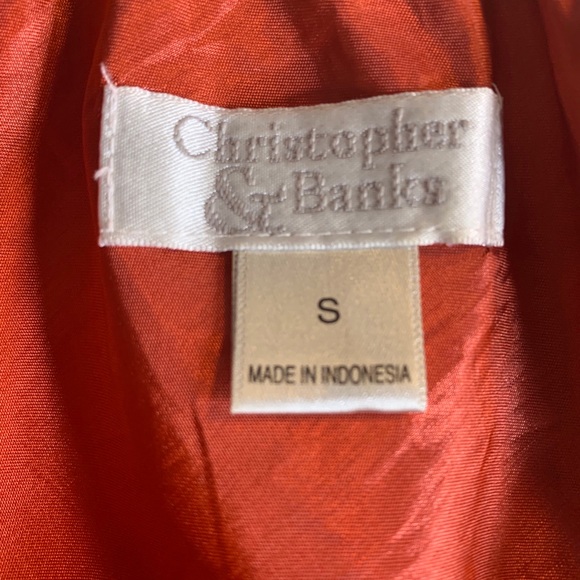 Christopher
& Banks
S
MADE IN INDONESIA